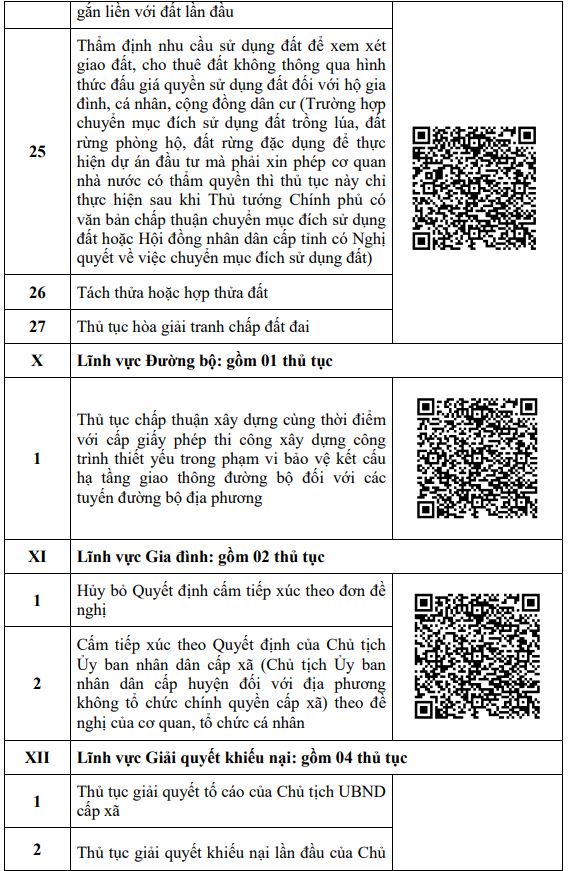 gắn liền với đất lần đầu
25
Thẩm định nhu cầu sử dụng đất để xem xét
giao đất, cho thuê đất không thông qua hình
thức đấu giá quyền sử dụng đất đối với hộ gia
đình, cá nhân, cộng đồng dân cư (Trường hợp
chuyển mục đích sử dụng đất trồng lúa, đất
rừng phòng hộ, đất rừng đặc dụng để thực
hiện dự án đầu tư mà phải xin phép cơ quan
nhà nước có thẩm quyền thì thủ tục này chỉ
thực hiện sau khi Thủ tướng Chính phủ có
văn bản chấp thuận chuyển mục đích sử dụng
đất hoặc Hội đồng nhân dân cấp tỉnh có Nghị
quyết về việc chuyển mục đích sử dụng đất)
26 Tách thửa hoặc hợp thửa đất
27 Thủ tục hòa giải tranh chấp đất đai
X Lĩnh vực Đường bộ: gồm 01 thủ tục
1
Thủ tục chấp thuận xây dựng cùng thời điểm
với cấp giấy phép thi công xây dựng công
trình thiết yếu trong phạm vi bảo vệ kết cấu
hạ tầng giao thông đường bộ đối với các
tuyến đường bộ địa phương
XI Lĩnh vực Gia đình: gồm 02 thủ tục
1
Hủy bỏ Quyết định cấm tiếp xúc theo đơn đề
nghị
2
Cấm tiếp xúc theo Quyết định của Chủ tịch
Ủy ban nhân dân cấp xã (Chủ tịch Ủy ban
nhân dân cấp huyện đối với địa phương
không tổ chức chính quyền cấp xã) theo đề
nghị của cơ quan, tổ chức cá nhân
XII Lĩnh vực Giải quyết khiếu nại: gồm 04 thủ tục
1
Thủ tục giải quyết tố cáo của Chủ tịch UBND
cấp xã
2 Thủ tục giải quyết khiếu nại lần đầu của Chủ